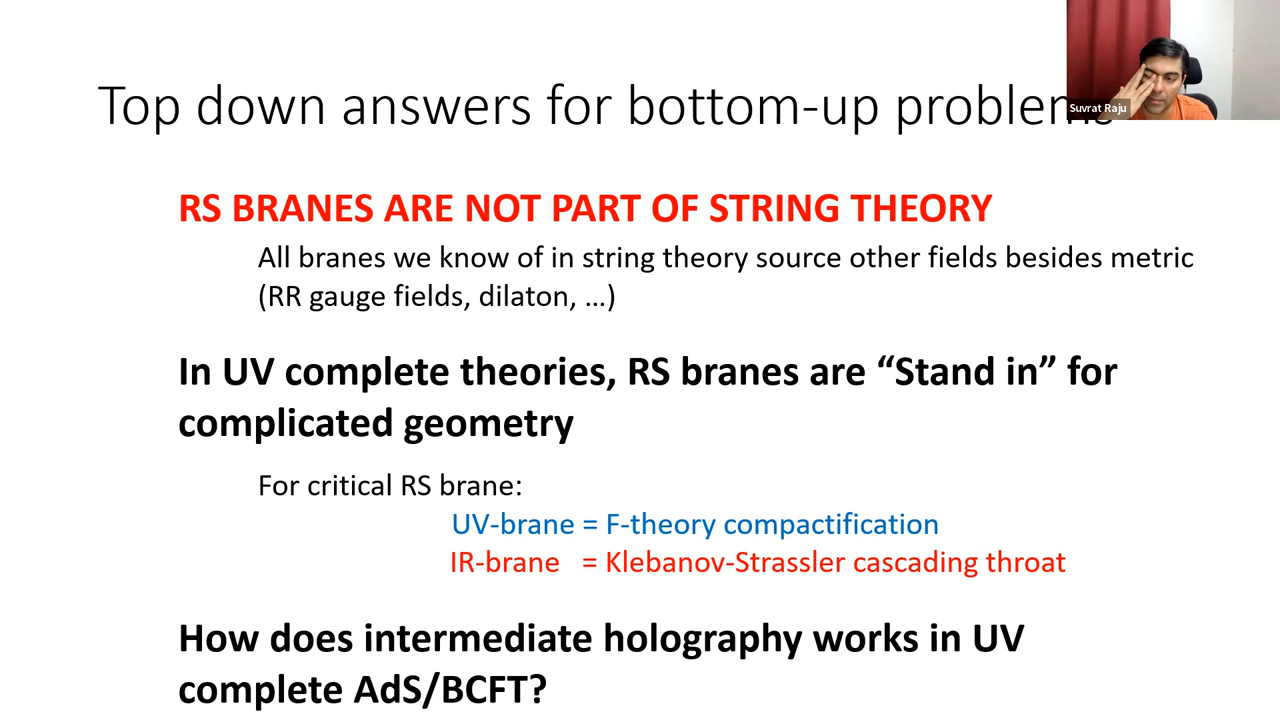 Top down answers for bottom-up problems
Suvrat Raju
RS BRANES ARE NOT PART OF STRING THEORY
All branes we know of in string theory source other fields besides metric
(RR gauge fields, dilaton, …)
In UV complete theories, RS branes are “Stand in” for
complicated geometry
For critical RS brane:
UV-brane = F-theory compactification
IR-brane = Klebanov-Strassler cascading throat
How does intermediate holography works in UV
complete AdS/BCFT?